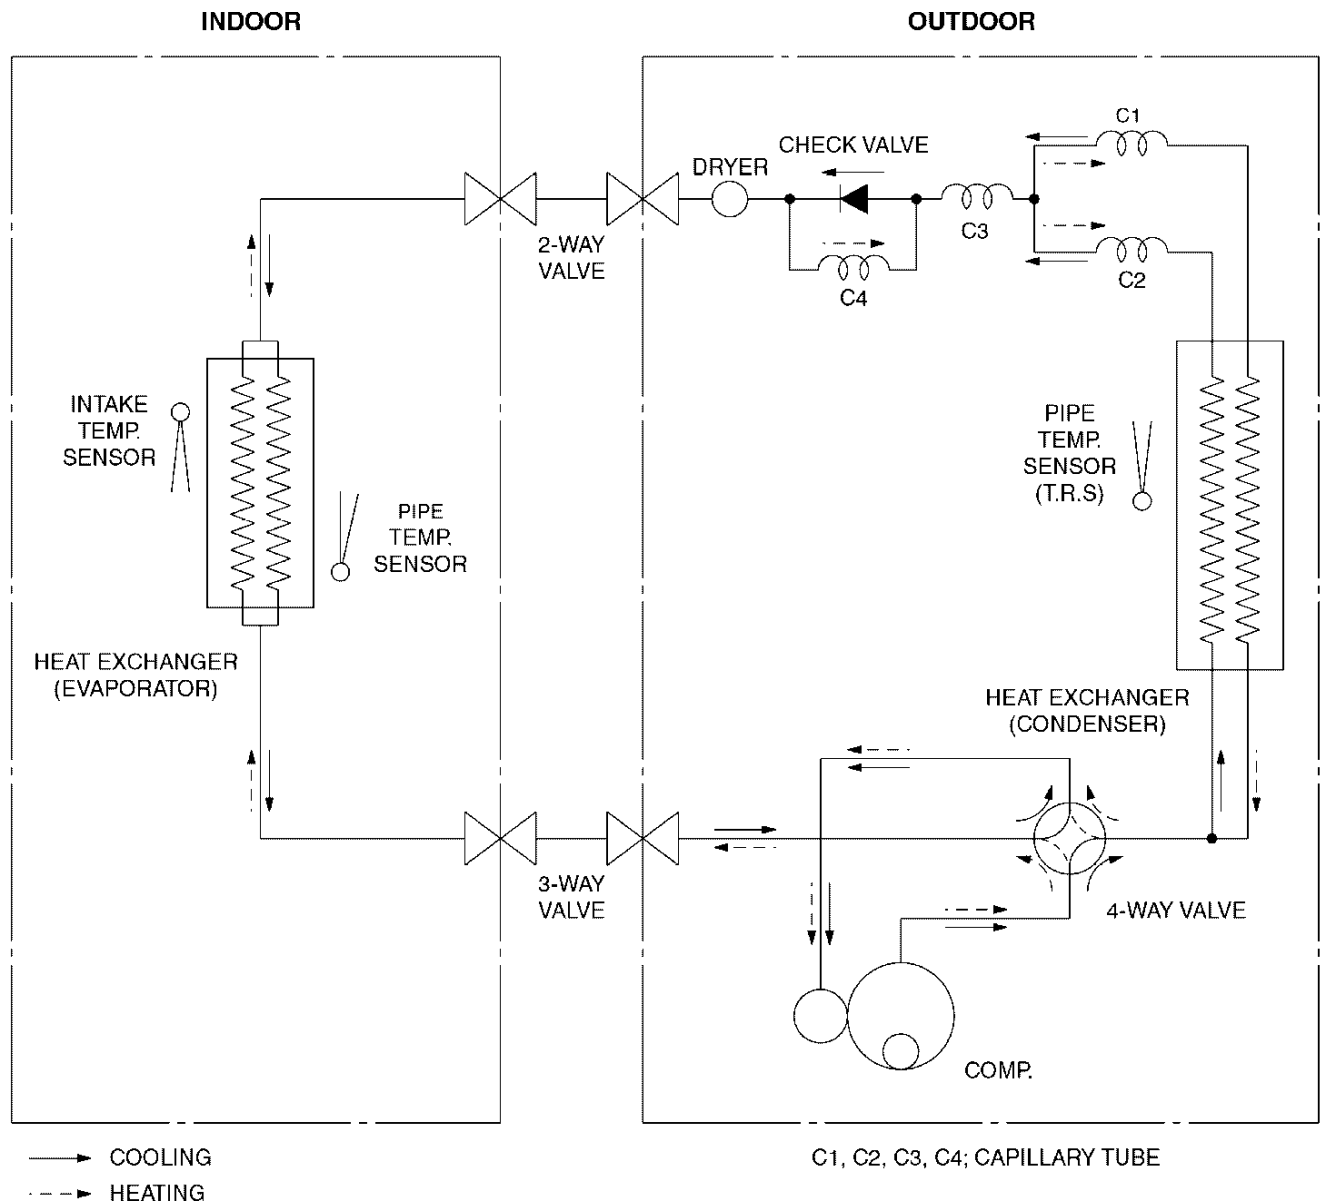 INDOOR
OUTDOOR
C1
CHECK VALVE
DRYER
C3
2-WAY
VALVE
C2
C4
INTAKE
TEMP.
SENSOR
PIPE
TEMP.
SENSOR
(T.R.S)
PIPE
TEMP.
SENSOR
HEAT EXCHANGER
(EVAPORATOR)
HEAT EXCHANGER
(CONDENSER)
3-WAY
VALVE
4-WAY VALVE
COMP.
COOLING
C1, C2, C3, C4; CAPILLARY TUBE
HEATING